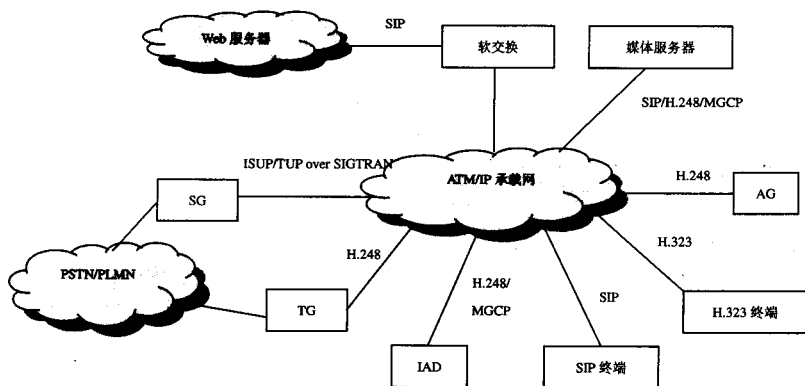 SIP
Web 服务器
软交换
媒体服务器
SIP/H.248/MGCP
ISUP/TUP over SIGTRAN
ATM/IP 承载网
H.248
AG
SG
H.323
H.248
PSTN/PLMN
H.248/
MGCP
SIP
TG
H.323 终端
IAD
SIP 终端